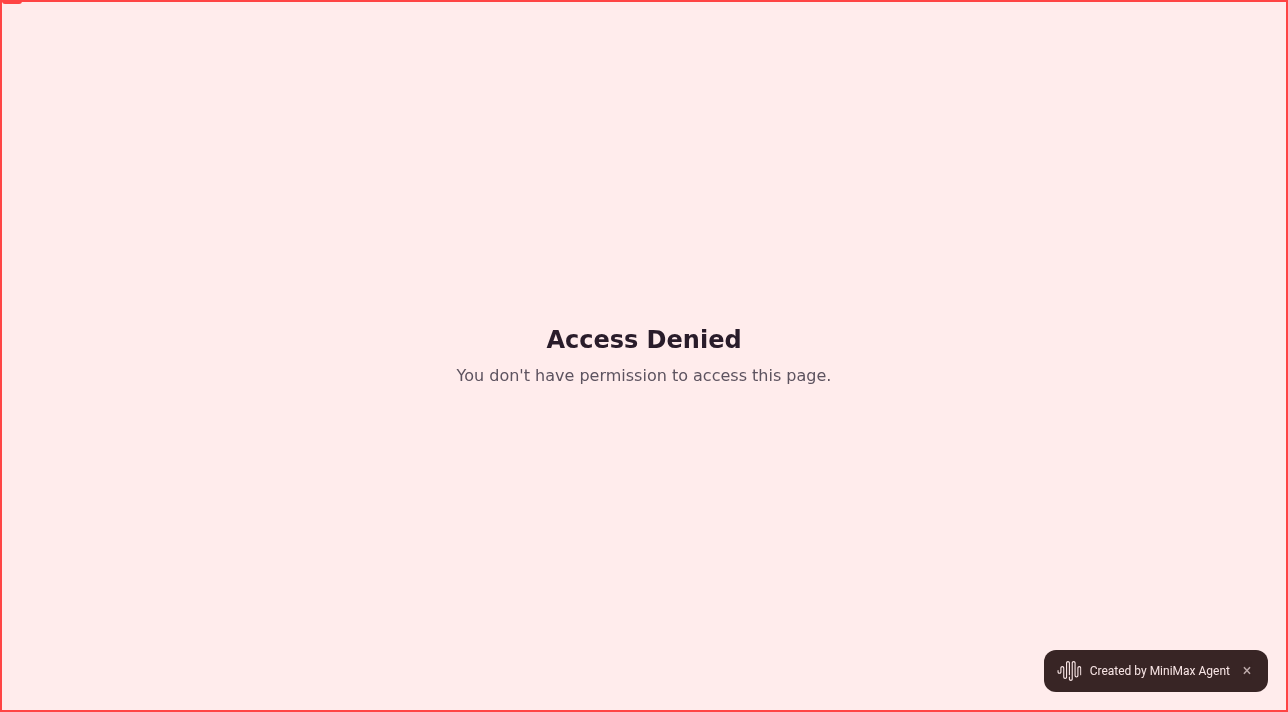 Access Denied
You don't have permission to access this page.
Created by MiniMax Agent ×